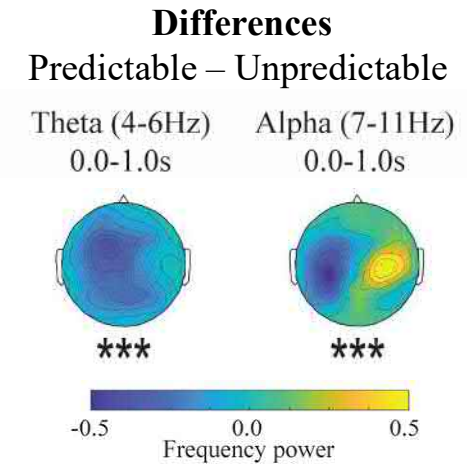 Differences
Predictable – Unpredictable
Theta (4-6Hz) Alpha (7-11Hz)
0.0-1.0s 0.0-1.0s
*** ***
-0.5 0.0 0.5
Frequency power